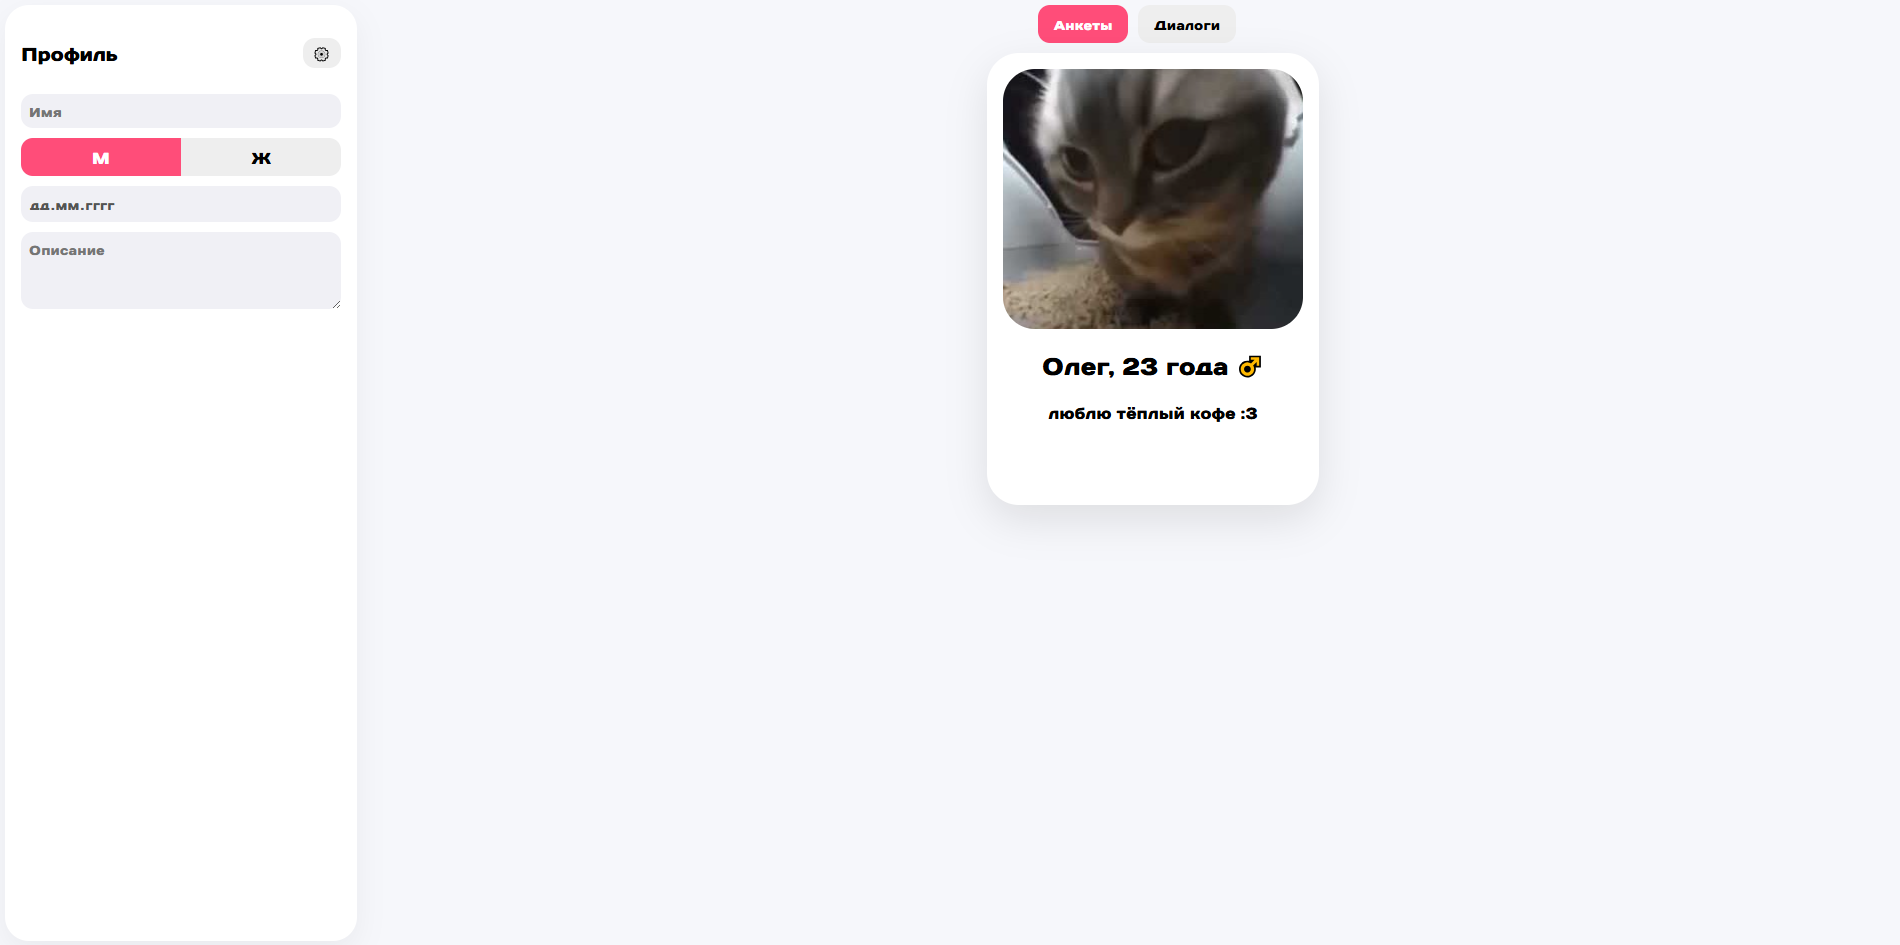 Профиль
Имя
М
Ж
дд.мм.гггг
Описание
Анкеты
Диалоги
Олег, 23 года ♂
люблю тёплый кофе :3